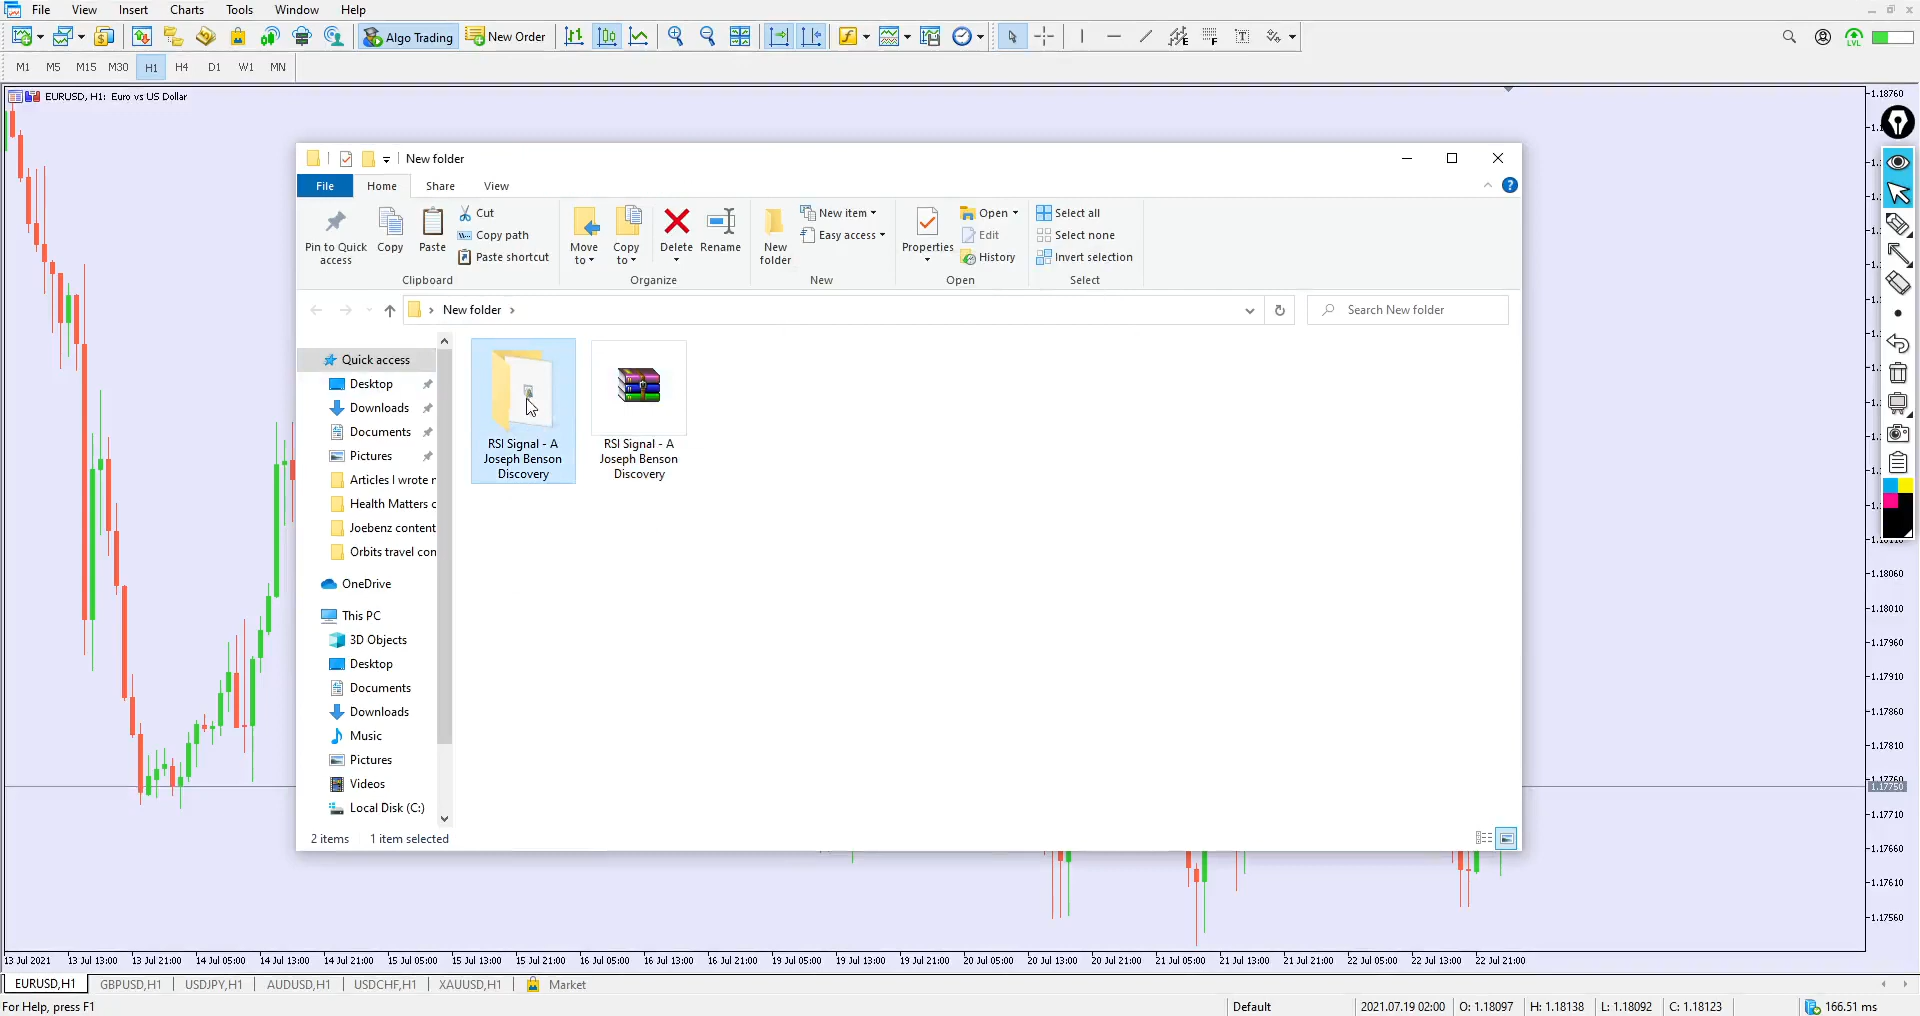 File View Insert Charts Tools Window Help
Algo Trading New Order
LVL
M1 M5 M15 M30 H1 H4 D1 W1 MN
EURUSD, H1: Euro vs US Dollar
New folder
File Home Share View
Pin to Quick access
Copy
Paste
Cut
Copy path
Paste shortcut
Clipboard
Move to
Copy to
Delete
Rename
Organize
New folder
New item
Easy access
New
Properties
Open
Edit
History
Open
Select all
Select none
Invert selection
Select
New folder
Search New folder
Quick access
Desktop
Downloads
Documents
Pictures
Articles I wrote r
Health Matters c
Joebenz content
Orbits travel con
OneDrive
This PC
3D Objects
Desktop
Documents
Downloads
Music
Pictures
Videos
Local Disk (C:)
RSI Signal - A
Joseph Benson
Discovery
RSI Signal - A
Joseph Benson
Discovery
2 items 1 item selected
1.18760
1.18060
1.18010
1.17960
1.17910
1.17860
1.17810
1.17760
1.17750
1.17710
1.17660
1.17610
1.17560
13 Jul 2021 13 Jul 13:00 13 Jul 21:00 14 Jul 05:00 14 Jul 13:00 14 Jul 21:00 15 Jul 05:00 15 Jul 13:00 15 Jul 21:00 16 Jul 05:00 16 Jul 13:00 16 Jul 21:00 19 Jul 05:00 19 Jul 13:00 19 Jul 21:00 20 Jul 05:00 20 Jul 13:00 20 Jul 21:00 21 Jul 05:00 21 Jul 13:00 21 Jul 21:00 22 Jul 05:00 22 Jul 13:00 22 Jul 21:00
EURUSD,H1 GBPUSD,H1 USDJPY,H1 AUDUSD,H1 USDCHF,H1 XAUUSD,H1 Market
For Help, press F1 Default 2021.07.19 02:00 O: 1.18097 H: 1.18138 L: 1.18092 C: 1.18123 166.51 ms